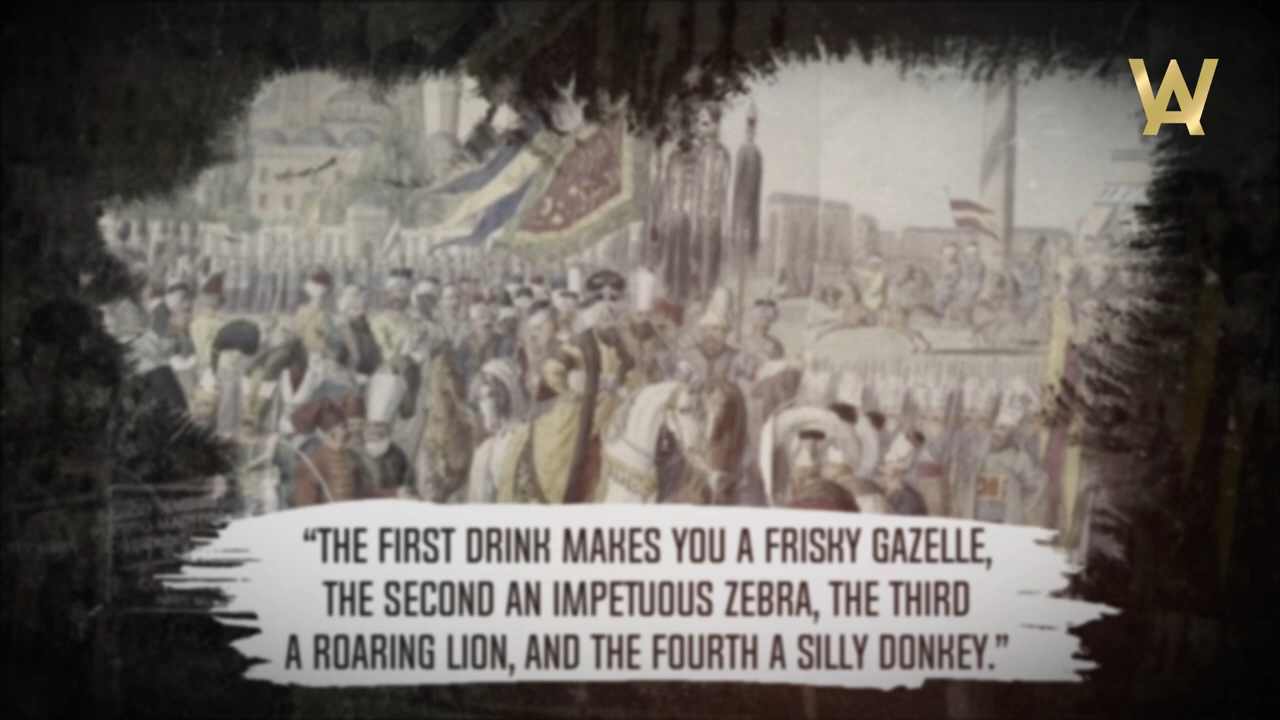 WA
“THE FIRST DRINK MAKES YOU A FRISKY GAZELLE,
THE SECOND AN IMPETUOUS ZEBRA, THE THIRD
A ROARING LION, AND THE FOURTH A SILLY DONKEY.”